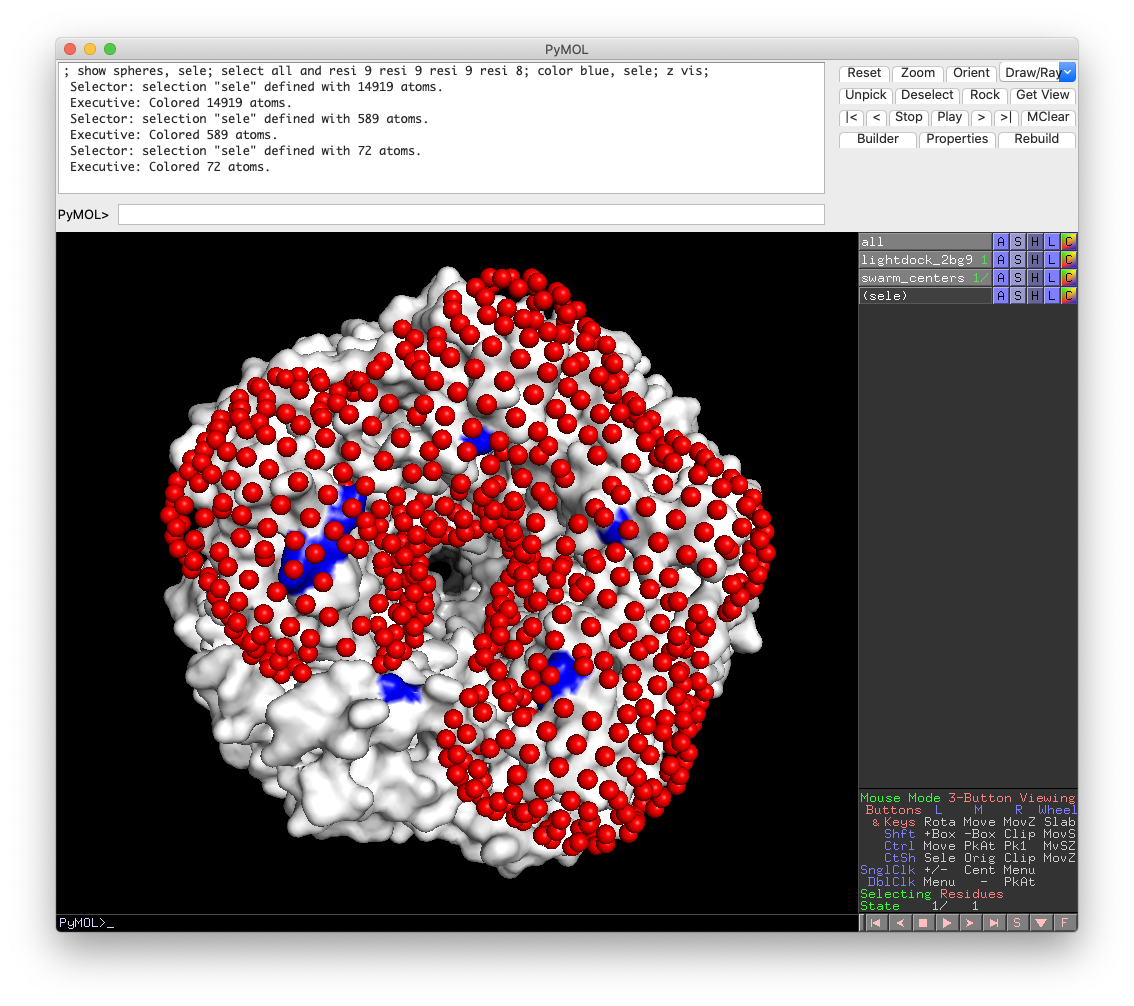 PyMOL
; show spheres, sele; select all and resi 9 resi 9 resi 9 resi 8; color blue, sele; z vis;
Selector: selection "sele" defined with 14919 atoms.
Executive: Colored 14919 atoms.
Selector: selection "sele" defined with 589 atoms.
Executive: Colored 589 atoms.
Selector: selection "sele" defined with 72 atoms.
Executive: Colored 72 atoms.
Reset Zoom Orient Draw/Ray
Unpick Deselect Rock Get View
|< < Stop Play > >| MClear
Builder Properties Rebuild
PyMOL>
all A S H L C
lightdock_2bg9 1 A S H L C
swarm_centers 1/ A S H L C
(sele) A S H L C
Mouse Mode 3-Button Viewing
Buttons L M R Wheel
& Keys Rota Move MovZ Slab
Shft +Box -Box Clip MovS
Ctrl Move PkAt Pk1 MvSZ
CtSh Sele Orig Clip MovZ
SnglClk +/- Cent Menu
DblClk Menu - PkAt
Selecting Residues
State 1/ 1
PyMOL>_
S F